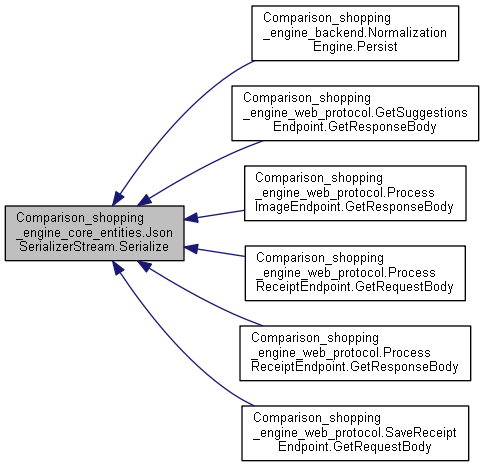 Comparison_shopping
_engine_backend.Normalization
Engine.Persist
Comparison_shopping
_engine_web_protocol.GetSuggestions
Endpoint.GetResponseBody
Comparison_shopping
_engine_web_protocol.Process
ImageEndpoint.GetResponseBody
Comparison_shopping
_engine_core_entities.Json
SerializerStream.Serialize
Comparison_shopping
_engine_web_protocol.Process
ReceiptEndpoint.GetRequestBody
Comparison_shopping
_engine_web_protocol.Process
ReceiptEndpoint.GetResponseBody
Comparison_shopping
_engine_web_protocol.SaveReceipt
Endpoint.GetRequestBody